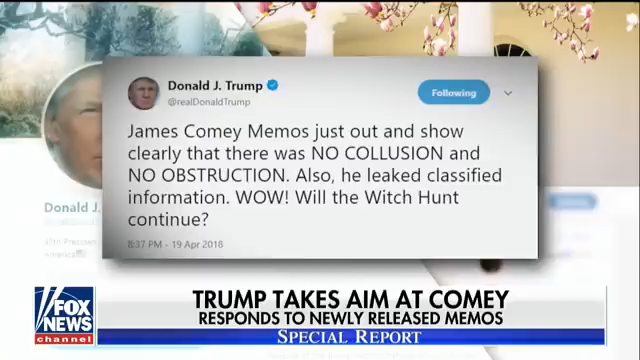 Donald J. Trump
@realDonaldTrump
Following
James Comey Memos just out and show
clearly that there was NO COLLUSION and
NO OBSTRUCTION. Also, he leaked classified
information. WOW! Will the Witch Hunt
continue?
8:37 PM - 19 Apr 2018
Donald J.
FOX
NEWS
channel
TRUMP TAKES AIM AT COMEY
RESPONDS TO NEWLY RELEASED MEMOS
SPECIAL REPORT